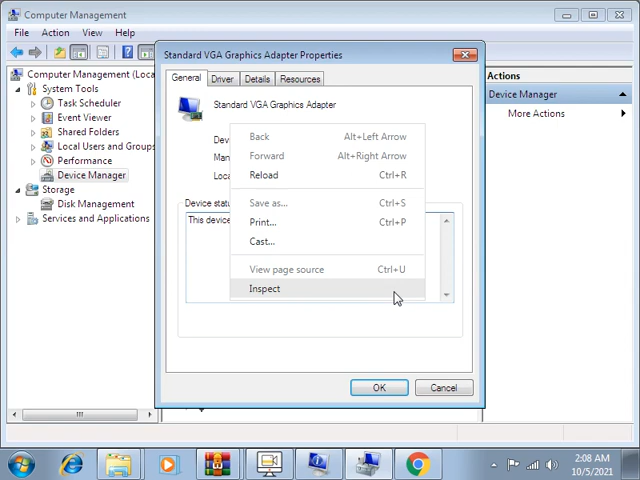 Computer Management
File Action View Help
Computer Management (Loca
System Tools
Task Scheduler
Event Viewer
Shared Folders
Local Users and Groups
Performance
Device Manager
Storage
Disk Management
Services and Applications
Standard VGA Graphics Adapter Properties
General Driver Details Resources
Standard VGA Graphics Adapter
Dev
Man
Loca
Device status
This device
Back Alt+Left Arrow
Forward Alt+Right Arrow
Reload Ctrl+R
Save as... Ctrl+S
Print... Ctrl+P
Cast...
View page source Ctrl+U
Inspect
OK Cancel
Actions
Device Manager
More Actions
2:08 AM
10/5/2021